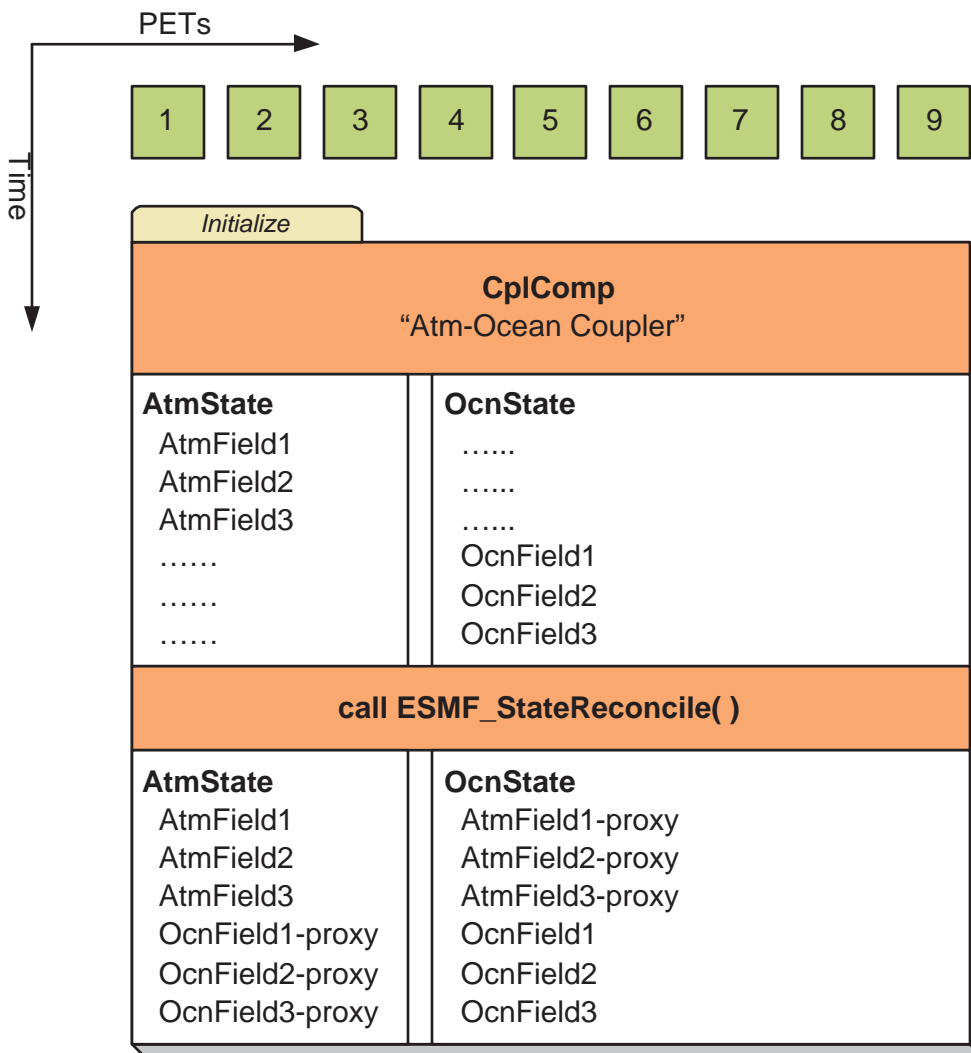 PETs
Time
1 2 3 4 5 6 7 8 9
Initialize
CplComp
“Atm-Ocean Coupler”
AtmState
AtmField1
AtmField2
AtmField3
……
……
……
OcnState
…...
…...
…...
OcnField1
OcnField2
OcnField3
call ESMF_StateReconcile( )
AtmState
AtmField1
AtmField2
AtmField3
OcnField1-proxy
OcnField2-proxy
OcnField3-proxy
OcnState
AtmField1-proxy
AtmField2-proxy
AtmField3-proxy
OcnField1
OcnField2
OcnField3